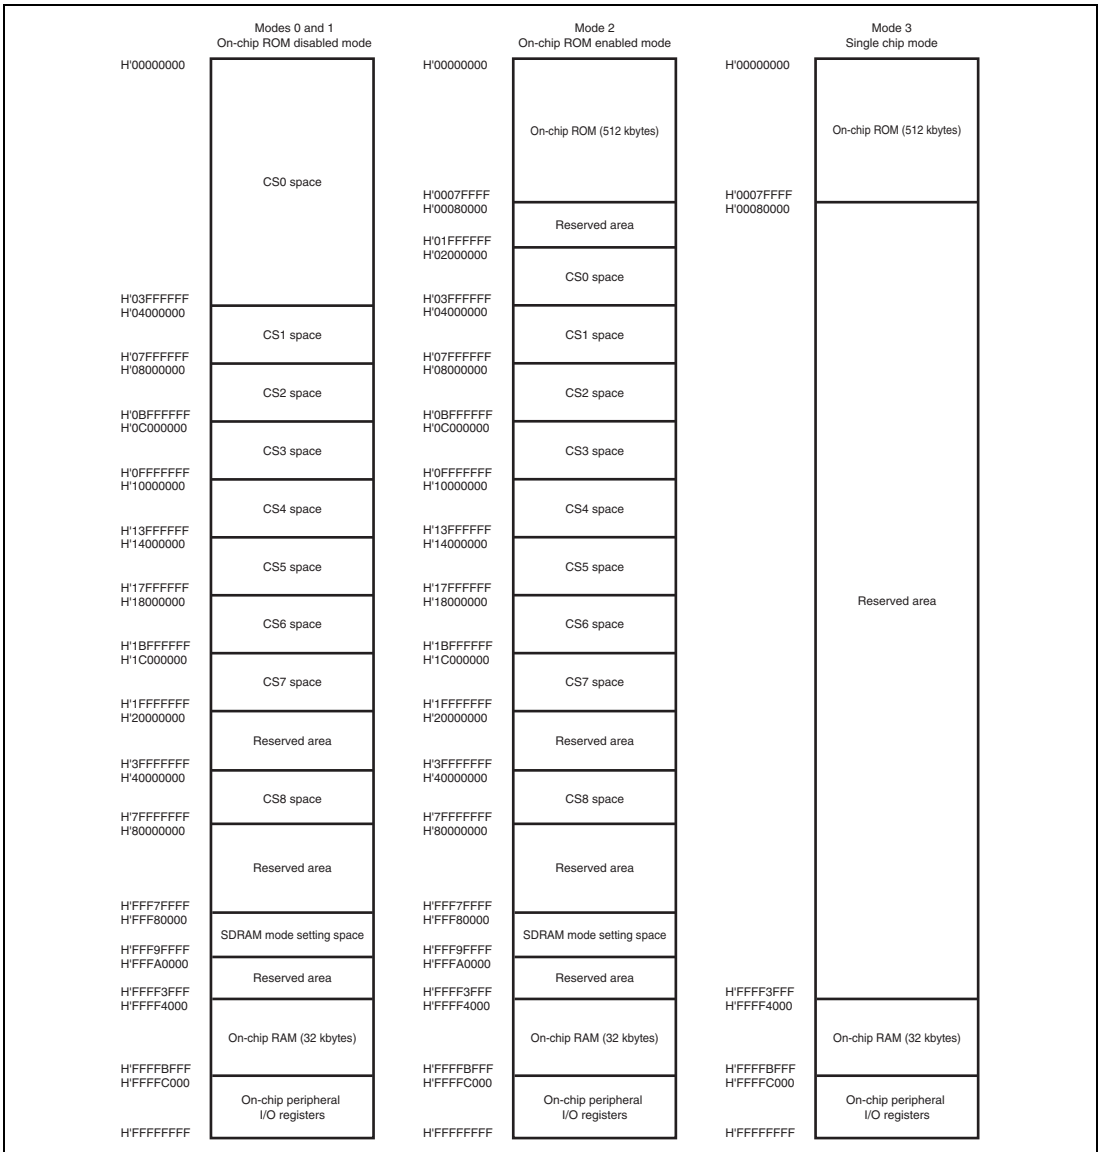 Modes 0 and 1
On-chip ROM disabled mode
H'00000000
CS0 space
H'03FFFFFF
H'04000000
CS1 space
H'07FFFFFF
H'08000000
CS2 space
H'0BFFFFFF
H'0C000000
CS3 space
H'0FFFFFFF
H'10000000
CS4 space
H'13FFFFFF
H'14000000
CS5 space
H'17FFFFFF
H'18000000
CS6 space
H'1BFFFFFF
H'1C000000
CS7 space
H'1FFFFFFF
H'20000000
Reserved area
H'3FFFFFFF
H'40000000
CS8 space
H'7FFFFFFF
H'80000000
Reserved area
H'FFF7FFFF
H'FFF80000
SDRAM mode setting space
H'FFF9FFFF
H'FFFA0000
Reserved area
H'FFFF3FFF
H'FFFF4000
On-chip RAM (32 kbytes)
H'FFFFBFFF
H'FFFFC000
On-chip peripheral
I/O registers
H'FFFFFFFF
Mode 2
On-chip ROM enabled mode
H'00000000
On-chip ROM (512 kbytes)
H'0007FFFF
H'00080000
Reserved area
H'01FFFFFF
H'02000000
CS0 space
H'03FFFFFF
H'04000000
CS1 space
H'07FFFFFF
H'08000000
CS2 space
H'0BFFFFFF
H'0C000000
CS3 space
H'0FFFFFFF
H'10000000
CS4 space
H'13FFFFFF
H'14000000
CS5 space
H'17FFFFFF
H'18000000
CS6 space
H'1BFFFFFF
H'1C000000
CS7 space
H'1FFFFFFF
H'20000000
Reserved area
H'3FFFFFFF
H'40000000
CS8 space
H'7FFFFFFF
H'80000000
Reserved area
H'FFF7FFFF
H'FFF80000
SDRAM mode setting space
H'FFF9FFFF
H'FFFA0000
Reserved area
H'FFFF3FFF
H'FFFF4000
On-chip RAM (32 kbytes)
H'FFFFBFFF
H'FFFFC000
On-chip peripheral
I/O registers
H'FFFFFFFF
Mode 3
Single chip mode
H'00000000
On-chip ROM (512 kbytes)
H'0007FFFF
H'00080000
Reserved area
H'FFFF3FFF
H'FFFF4000
On-chip RAM (32 kbytes)
H'FFFFBFFF
H'FFFFC000
On-chip peripheral
I/O registers
H'FFFFFFFF